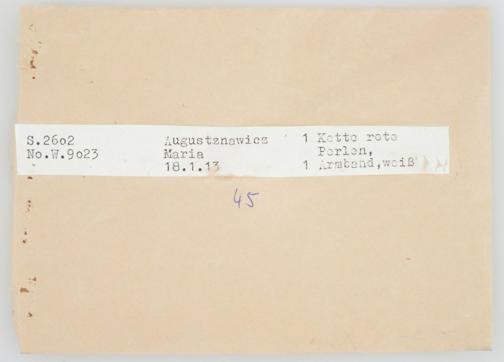 S.26o2 Augustznawicz 1 Kette rote
No.W.9o23 Maria Perlen,
18.1.13 1 Armband,weiß
45